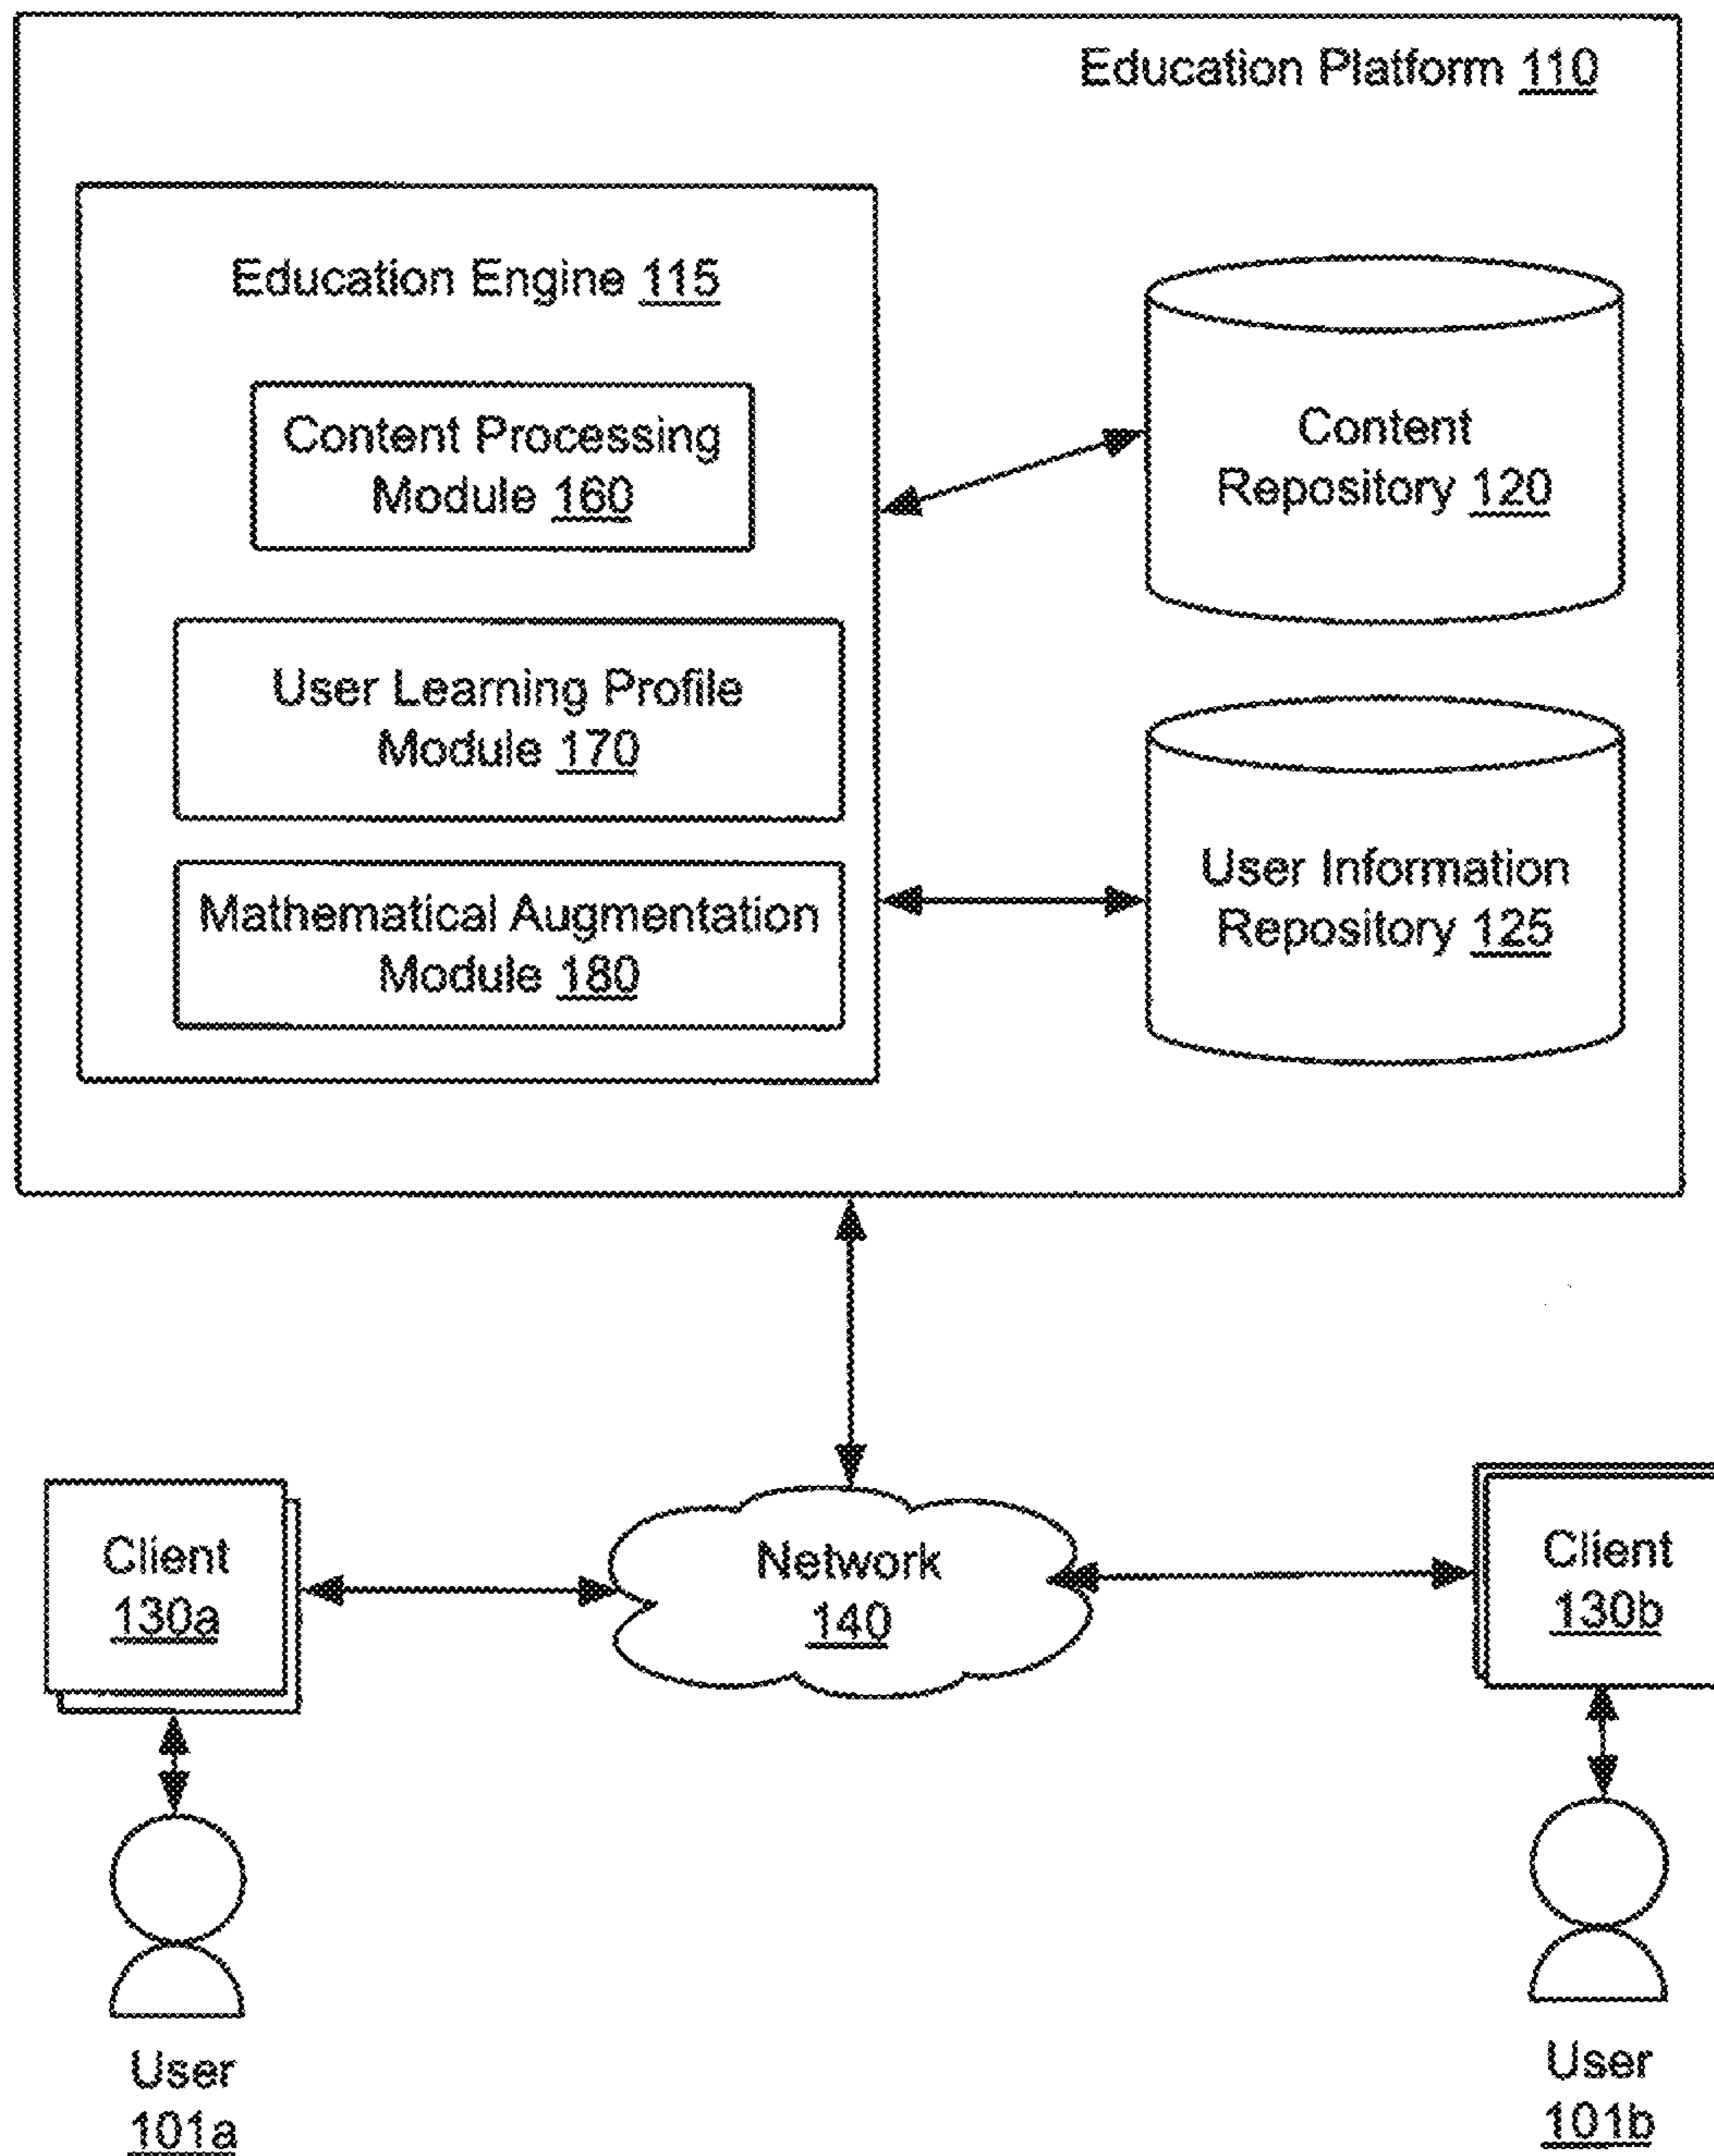 Education Platform 110
Education Engine 115
Content Processing
Module 160
User Learning Profile
Module 170
Mathematical Augmentation
Module 180
Content
Repository 120
User Information
Repository 125
Client
130a
Network
140
Client
130b
User
101a
User
101b